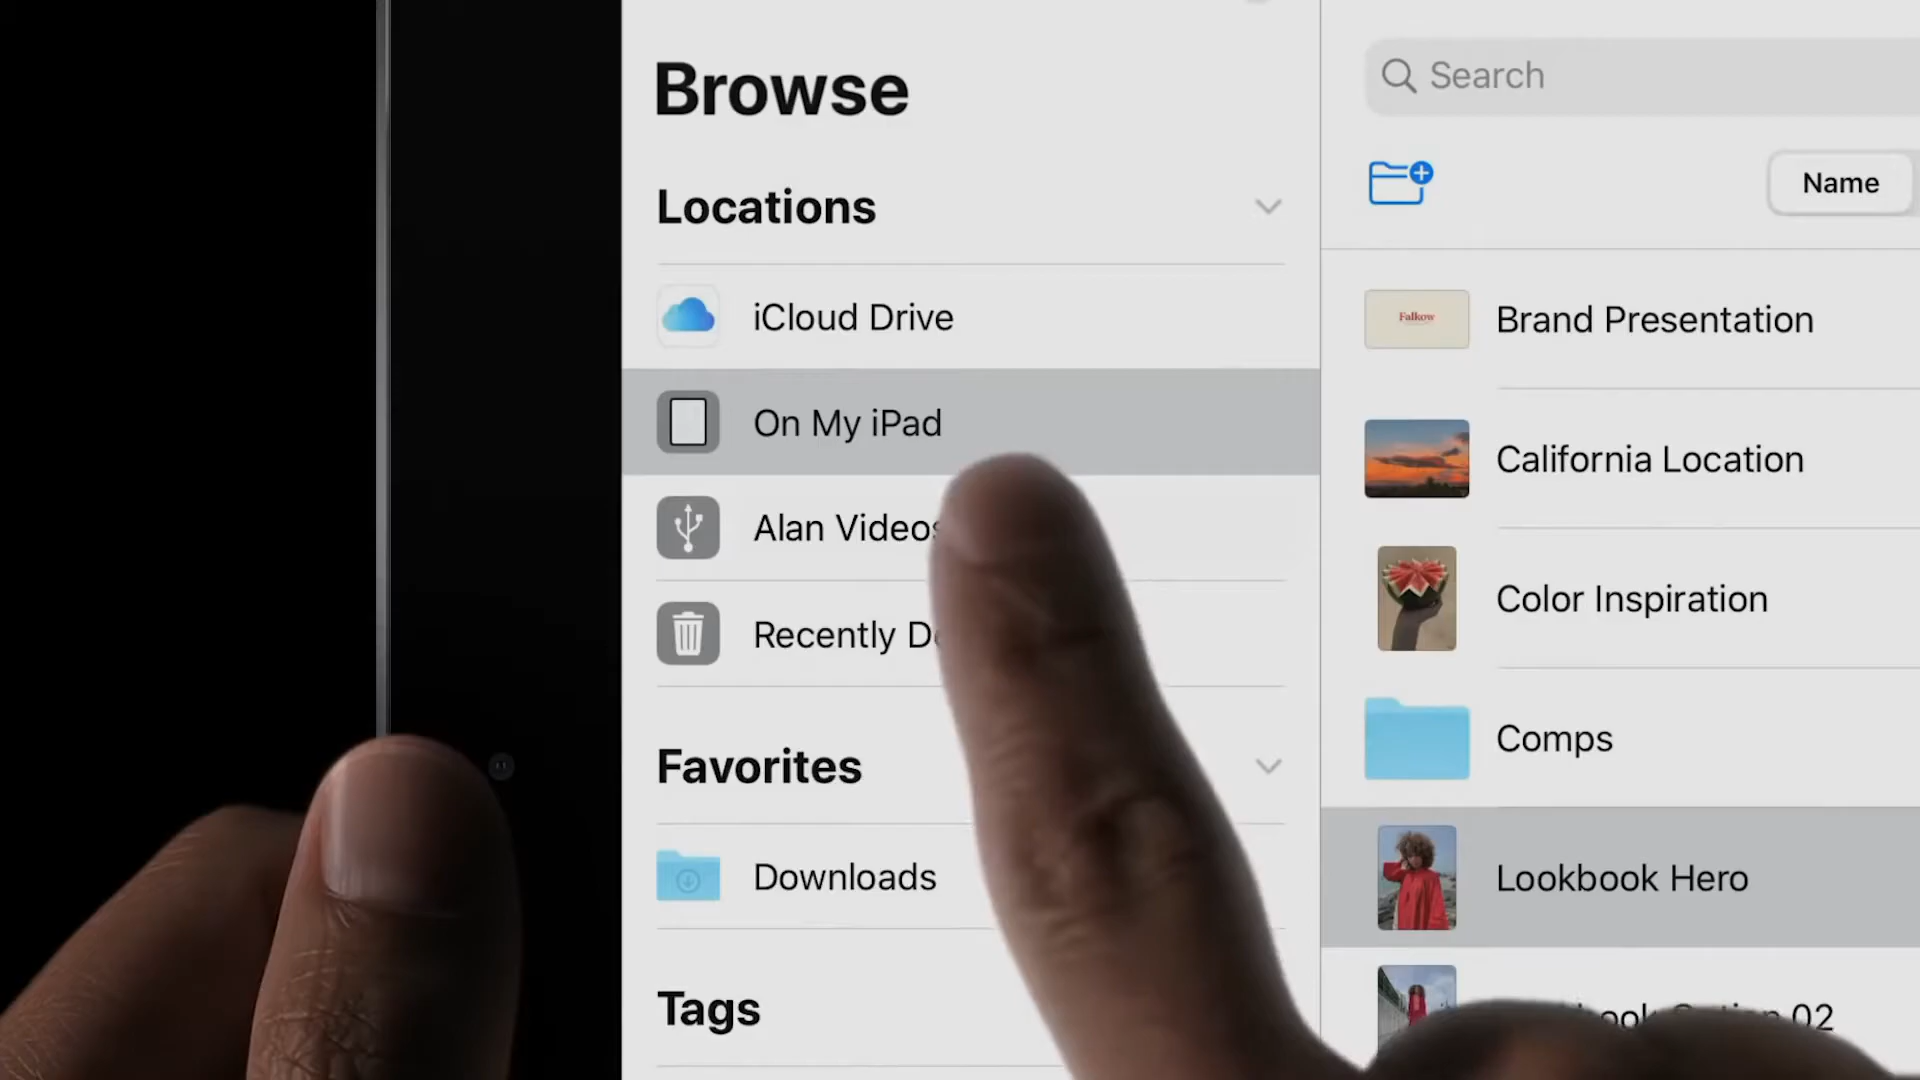 Browse
Locations
iCloud Drive
On My iPad
Alan Videos
Recently
Favorites
Downloads
Tags
Search
Name
Falkow
Brand Presentation
California Location
Color Inspiration
Comps
Lookbook Hero
02